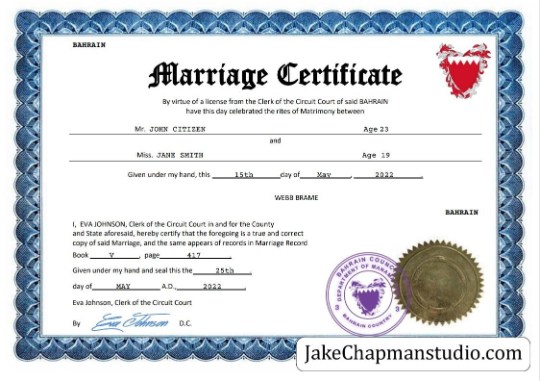 BAHRAIN
Marriage Certificate
By virtue of a license from the Clerk of the Circuit Court of said BAHRAIN
have this day celebrated the rites of Matrimony between
Mr. JOHN CITIZEN Age 23
and
Miss. JANE SMITH Age 19
Given under my hand, this 15th day of May, 2022.
WEBB BRAME
BAHRAIN
I, EVA JOHNSON, Clerk of the Circuit Court in and for the County
and State aforesaid, hereby certify that the foregoing is a true and correct
copy of said Marriage, and the same appears of records in Marriage Record
Book V, page 417.
Given under my hand and seal this the 25th
day of MAY A.D., 2022
Eva Johnson, Clerk of the Circuit Court
By Eva Johnson D.C.
BAHRAIN COUN
DEPARTMENT OF MANA
BAHRAIN COUNTRY
JakeChapmanstudio.com